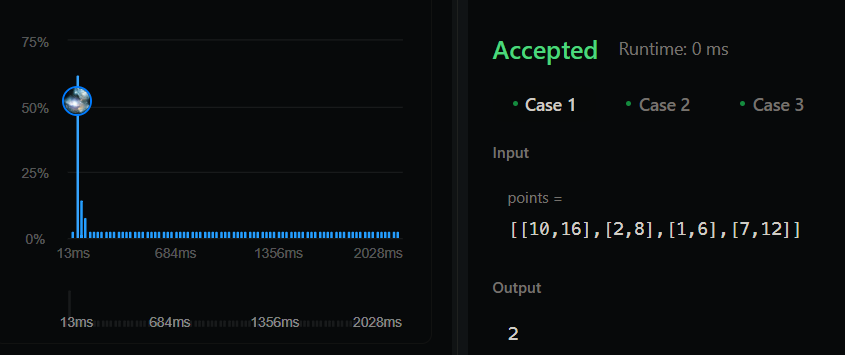 75%
50%
25%
0%
13ms 684ms 1356ms 2028ms
13ms 684ms 1356ms 2028ms
Accepted Runtime: 0 ms
Case 1 Case 2 Case 3
Input
points =
[[10,16],[2,8],[1,6],[7,12]]
Output
2